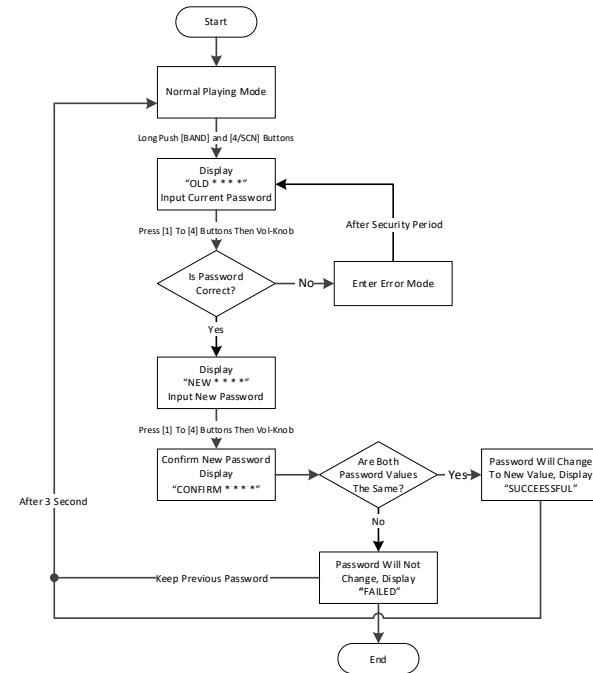 Start
Normal Playing Mode
Long Push [BAND] and [4/SCN] Buttons
Display
“OLD * * * *”
Input Current Password
After Security Period
Press [1] To [4] Buttons Then Vol-Knob
Is Password
Correct?
No
Enter Error Mode
Yes
Display
“NEW * * * *”
Input New Password
Press [1] To [4] Buttons Then Vol-Knob
Confirm New Password
Display
“CONFIRM * * * *”
Are Both
Password Values
The Same?
Yes
Password Will Change
To New Value, Display
“SUCCEESSFUL”
After 3 Second
No
Password Will Not
Change, Display
“FAILED”
Keep Previous Password
End